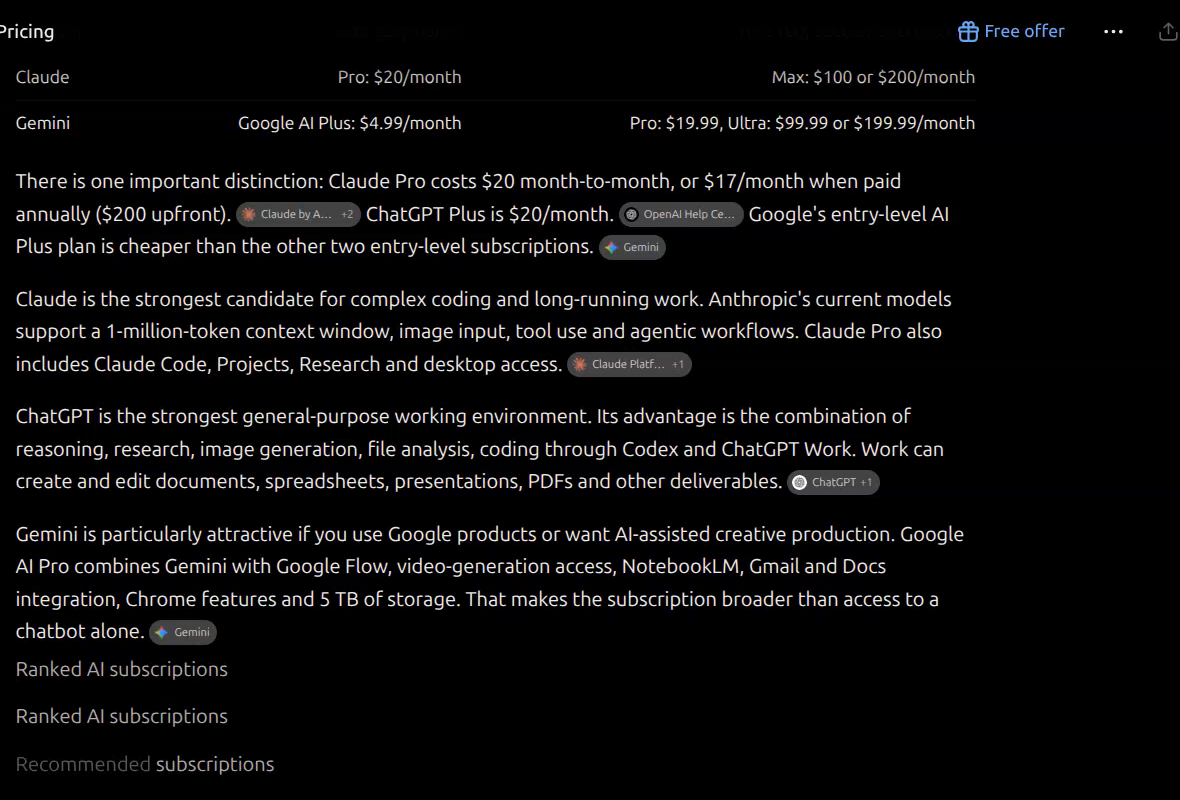 Pricing
Free offer
Claude Pro: $20/month Max: $100 or $200/month
Gemini Google AI Plus: $4.99/month Pro: $19.99, Ultra: $99.99 or $199.99/month
There is one important distinction: Claude Pro costs $20 month-to-month, or $17/month when paid
annually ($200 upfront). Claude by A... +2 ChatGPT Plus is $20/month. OpenAI Help Ce... Google's entry-level AI
Plus plan is cheaper than the other two entry-level subscriptions. Gemini
Claude is the strongest candidate for complex coding and long-running work. Anthropic's current models
support a 1-million-token context window, image input, tool use and agentic workflows. Claude Pro also
includes Claude Code, Projects, Research and desktop access. Claude Platf... +1
ChatGPT is the strongest general-purpose working environment. Its advantage is the combination of
reasoning, research, image generation, file analysis, coding through Codex and ChatGPT Work. Work can
create and edit documents, spreadsheets, presentations, PDFs and other deliverables. ChatGPT +1
Gemini is particularly attractive if you use Google products or want AI-assisted creative production. Google
AI Pro combines Gemini with Google Flow, video-generation access, NotebookLM, Gmail and Docs
integration, Chrome features and 5 TB of storage. That makes the subscription broader than access to a
chatbot alone. Gemini
Ranked AI subscriptions
Ranked AI subscriptions
Recommended subscriptions